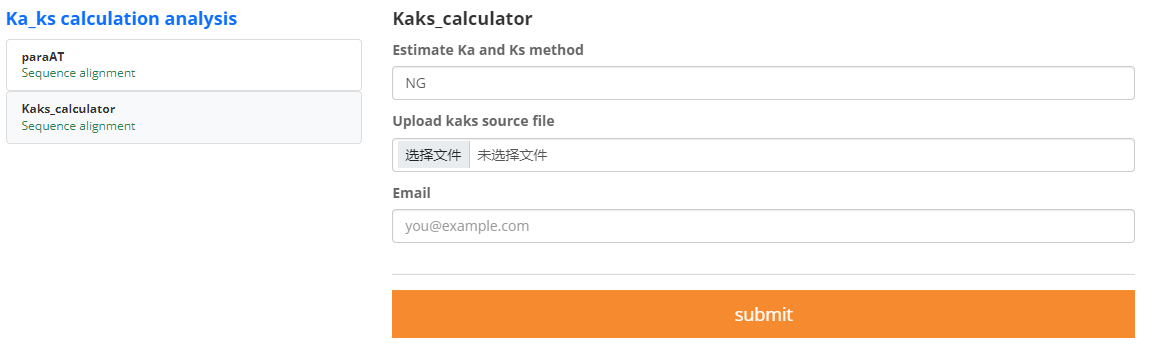 Ka_ks calculation analysis
paraAT
Sequence alignment
Kaks_calculator
Sequence alignment
Kaks_calculator
Estimate Ka and Ks method
NG
Upload kaks source file
选择文件 未选择文件
Email
you@example.com
submit